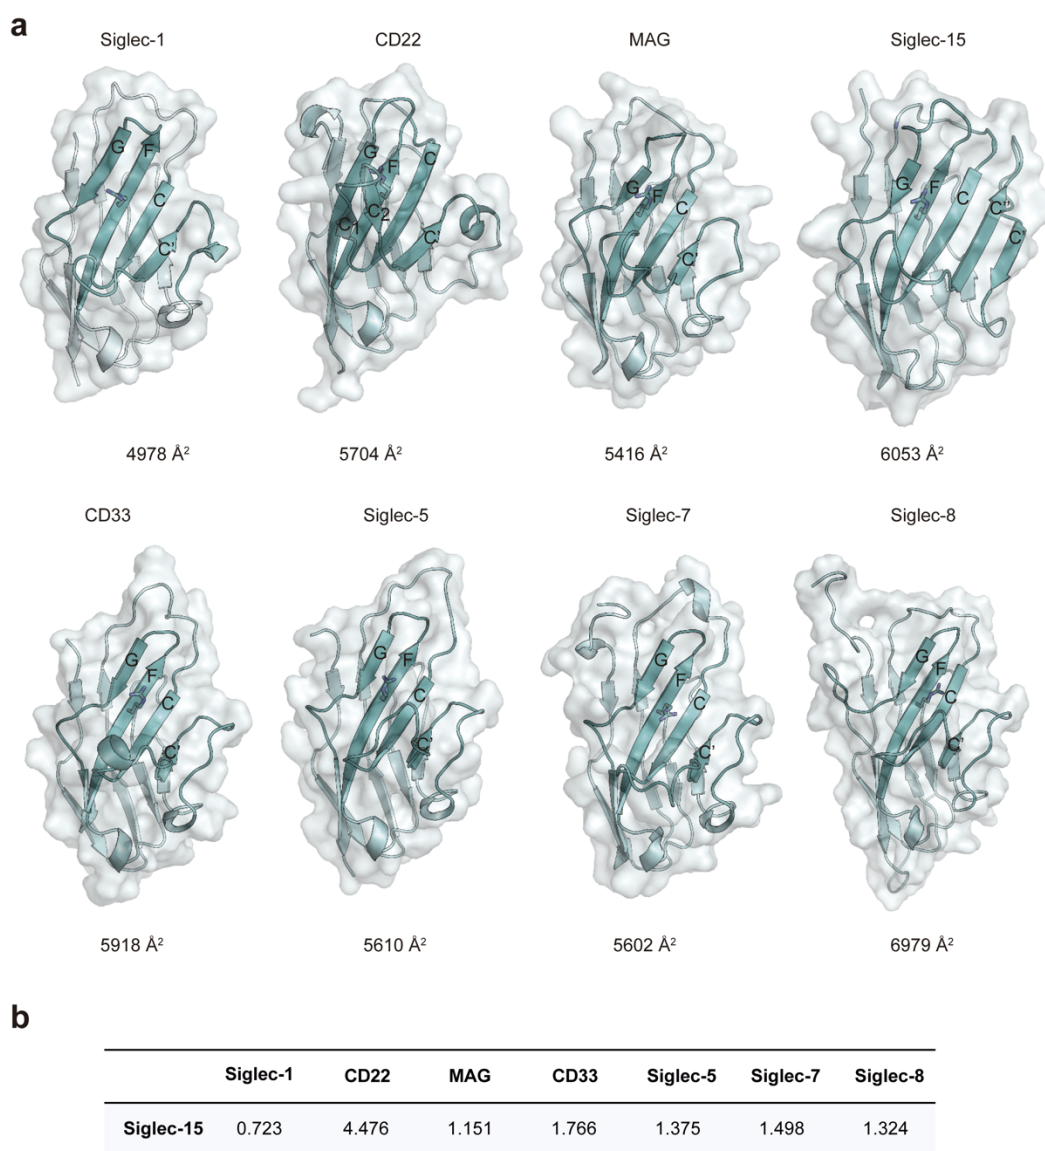 a
Siglec-1 CD22 MAG Siglec-15
G F C C'
G F C C1 C2 C'
G F C C'
G F C C'' C'
4978 Å²
5704 Å²
5416 Å²
6053 Å²
CD33 Siglec-5 Siglec-7 Siglec-8
G F C C'
G F C'
G F C'
G F C C'
5918 Å²
5610 Å²
5602 Å²
6979 Å²
b
Siglec-1 CD22 MAG CD33 Siglec-5 Siglec-7 Siglec-8
Siglec-15 0.723 4.476 1.151 1.766 1.375 1.498 1.324